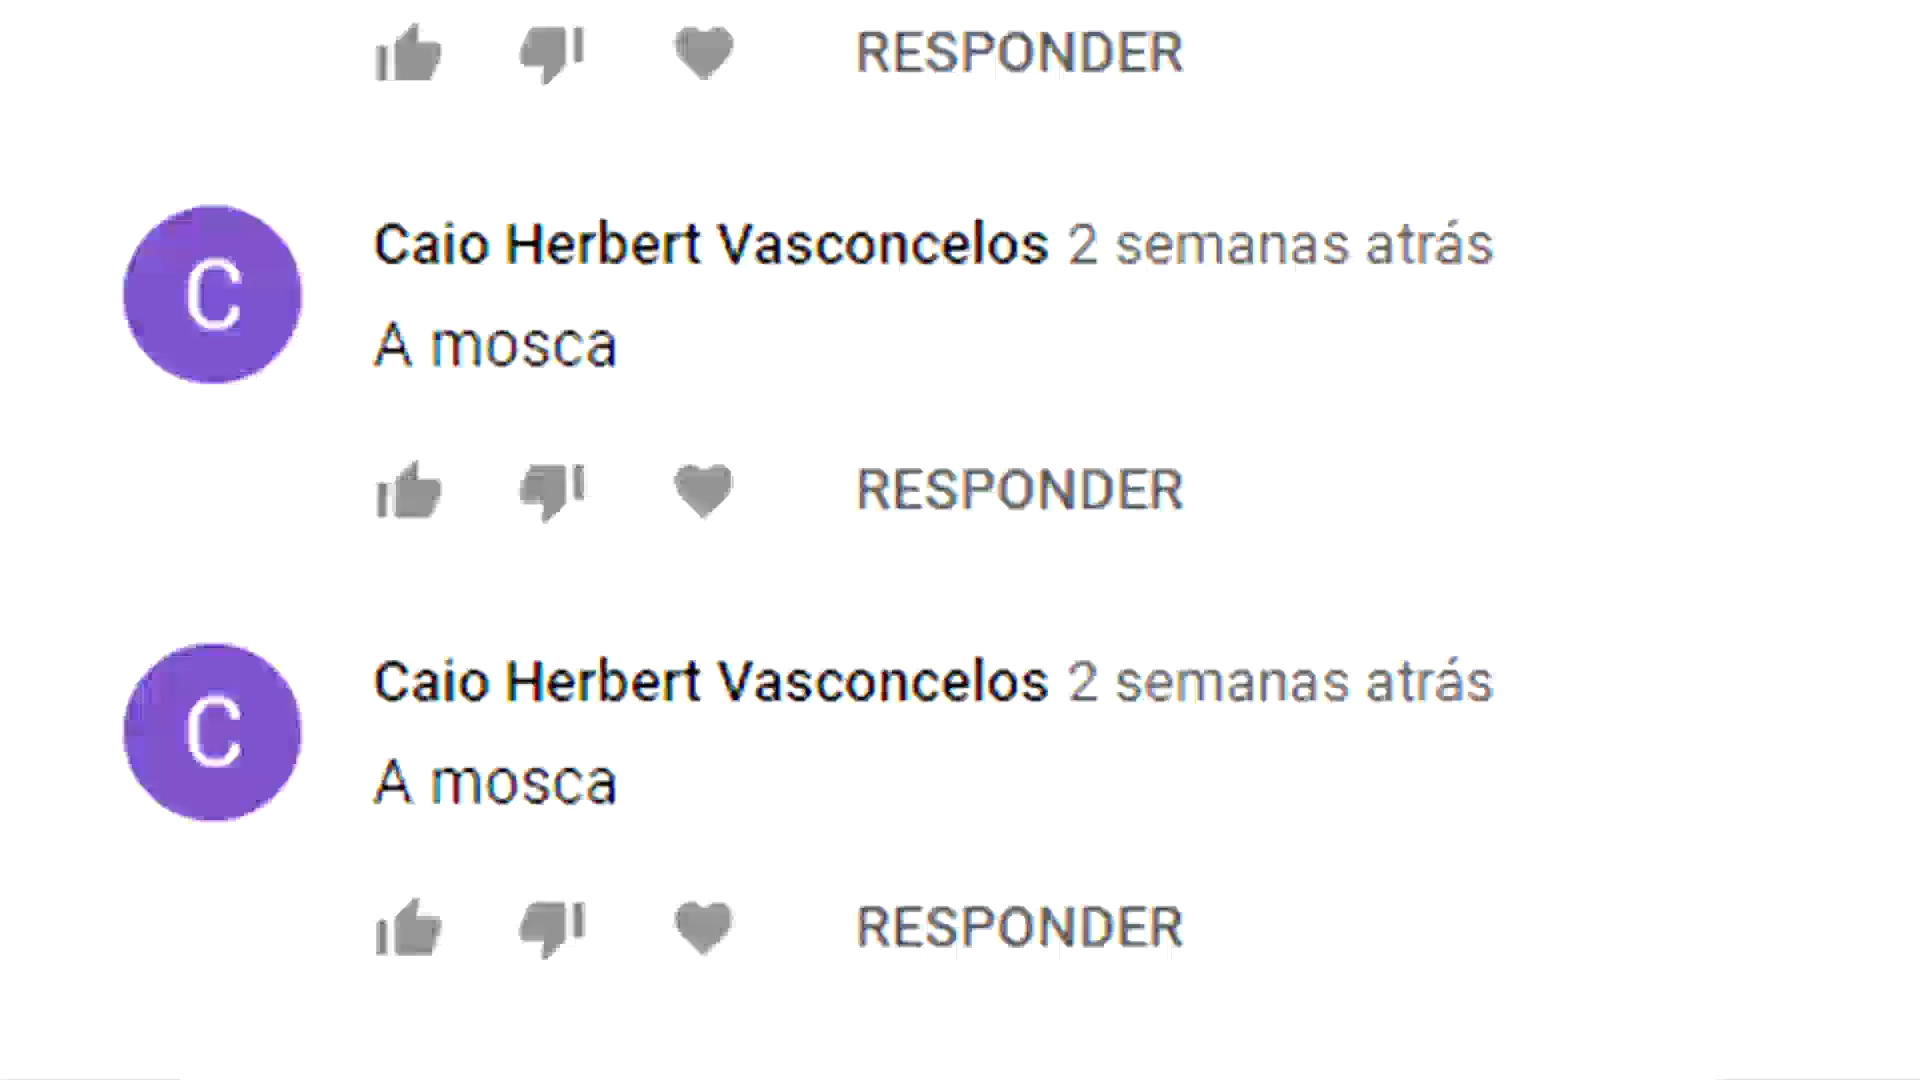 RESPONDER
C
Caio Herbert Vasconcelos 2 semanas atrás
A mosca
RESPONDER
C
Caio Herbert Vasconcelos 2 semanas atrás
A mosca
RESPONDER